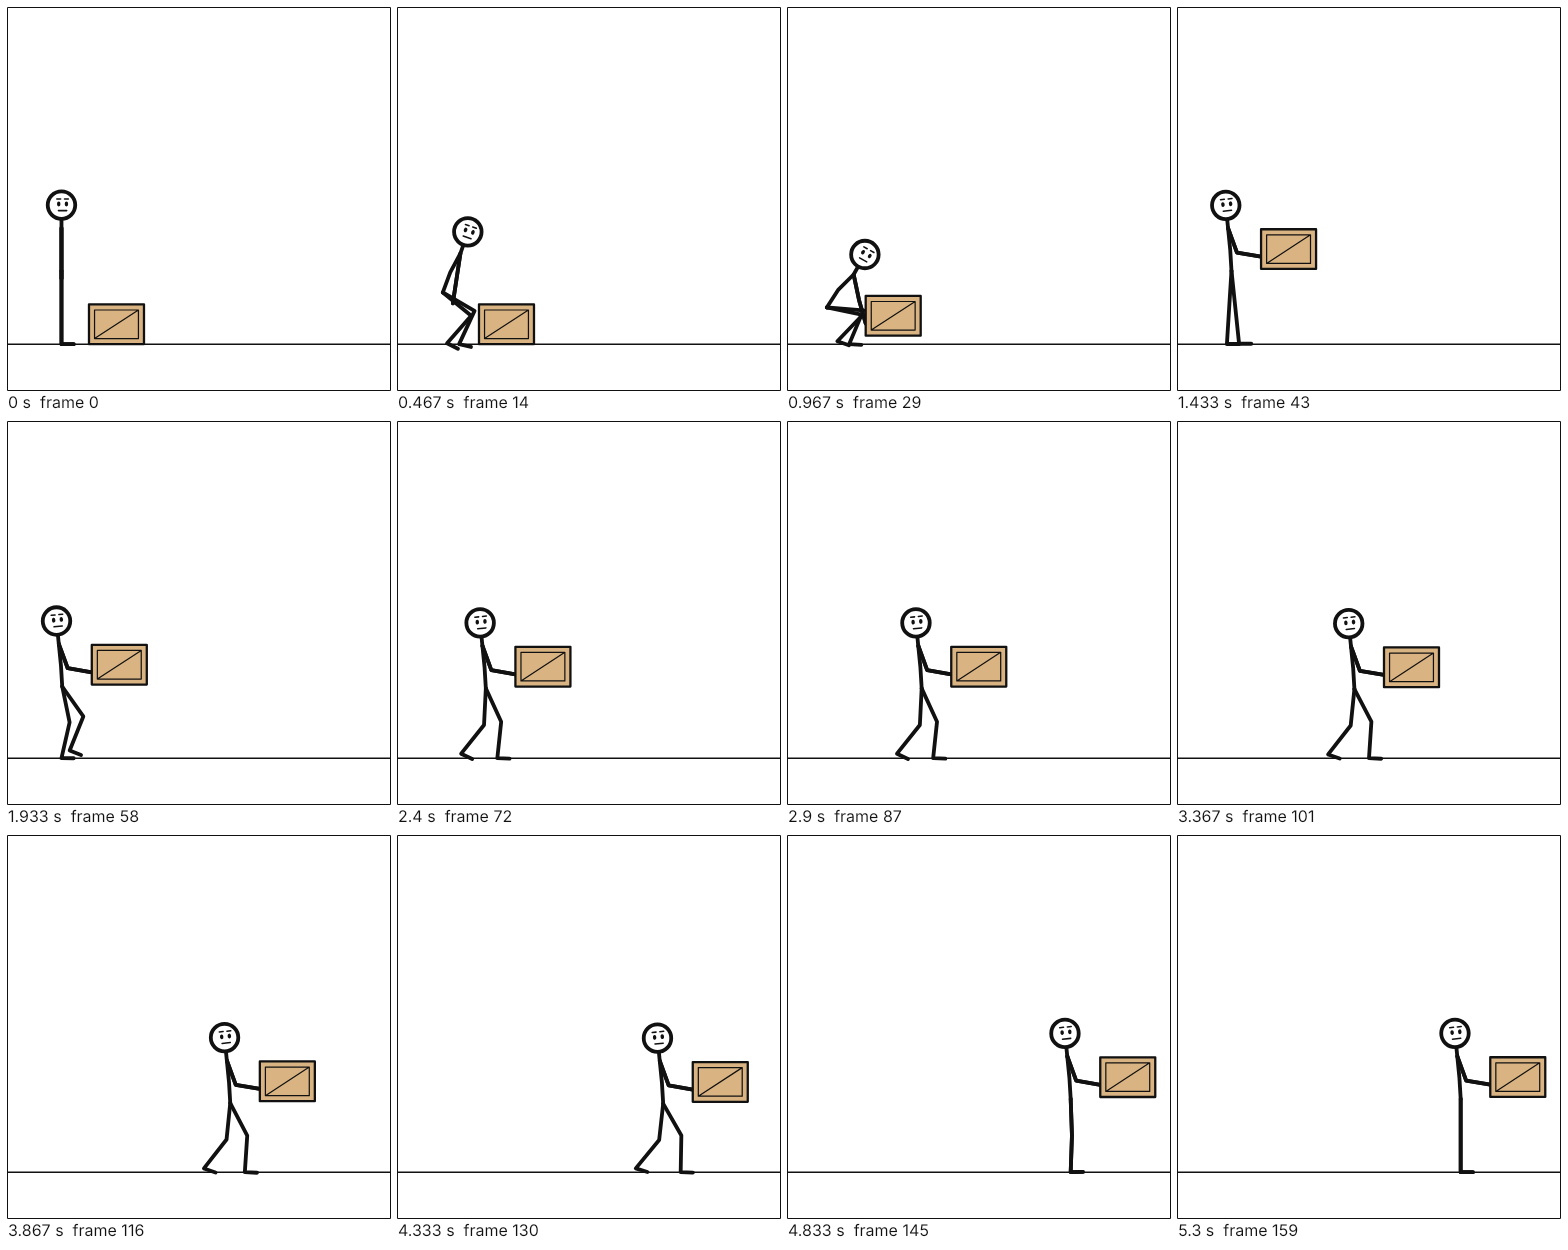 0 s  frame 0
0.467 s  frame 14
0.967 s  frame 29
1.433 s  frame 43
1.933 s  frame 58
2.4 s  frame 72
2.9 s  frame 87
3.367 s  frame 101
3.867 s  frame 116
4.333 s  frame 130
4.833 s  frame 145
5.3 s  frame 159